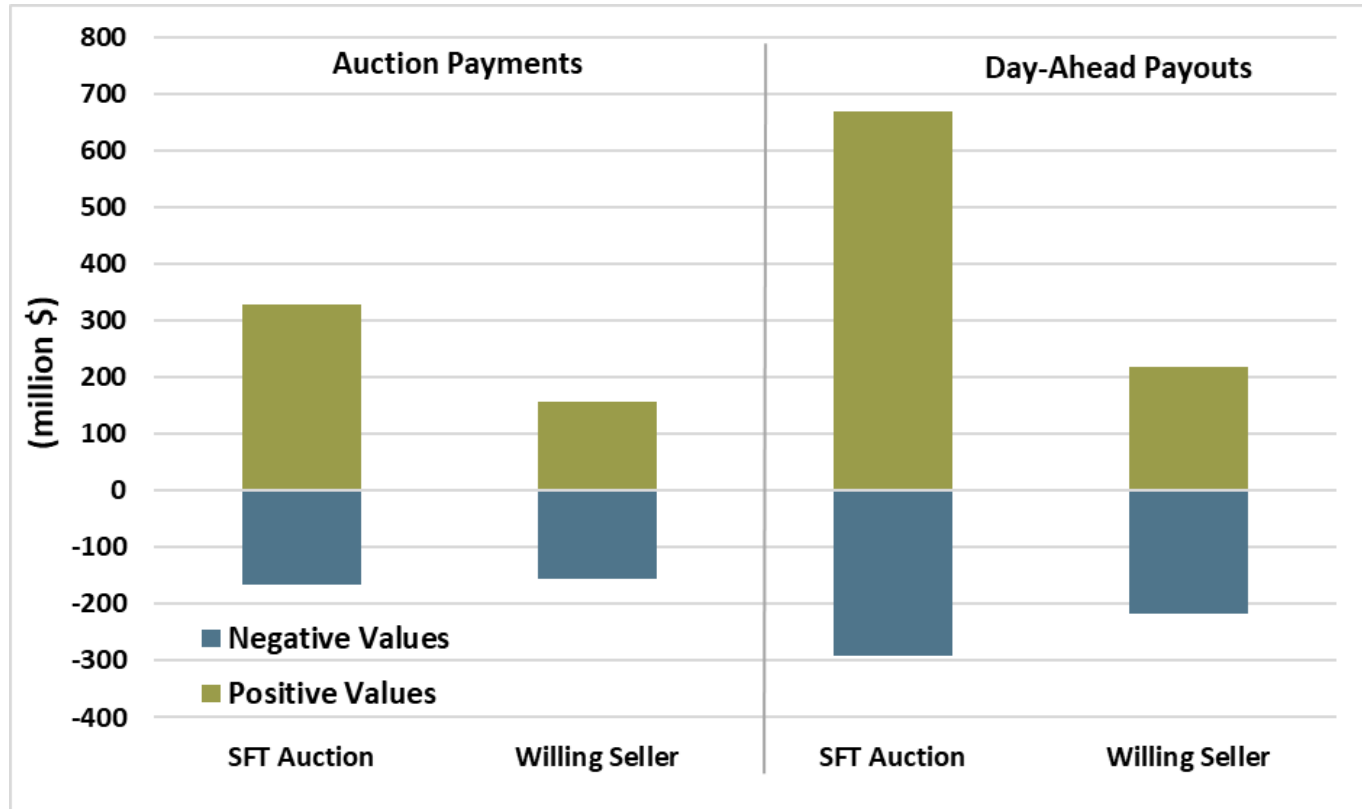 Auction Payments
Day-Ahead Payouts
(million $)
800
700
600
500
400
300
200
100
0
-100
-200
-300
-400
Negative Values
Positive Values
SFT Auction
Willing Seller
SFT Auction
Willing Seller